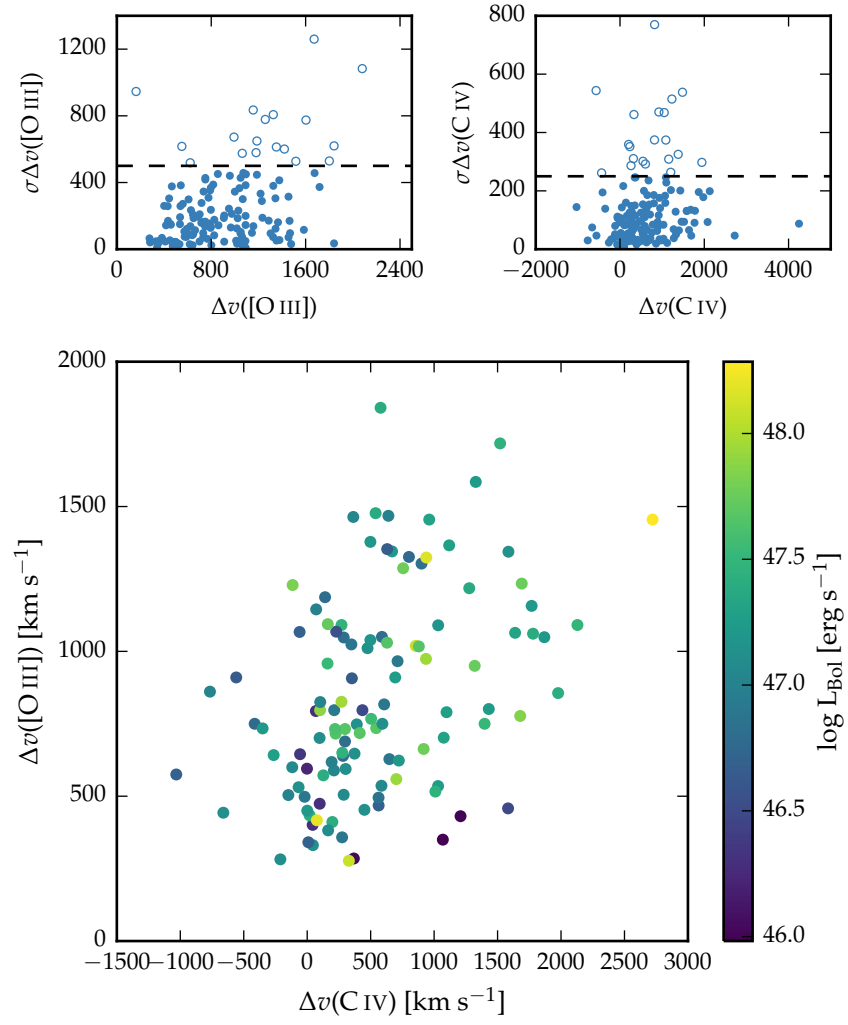 1200
800
400
0
σΔv([O III])
0 800 1600 2400
Δv([O III])
800
600
400
200
0
σΔv(C IV)
−2000 0 2000 4000
Δv(C IV)
2000
1500
1000
500
0
Δv([O III]) [km s⁻¹]
−1500 −1000 −500 0 500 1000 1500 2000 2500 3000
Δv(C IV) [km s⁻¹]
48.0
47.5
47.0
46.5
46.0
log L_Bol [erg s⁻¹]